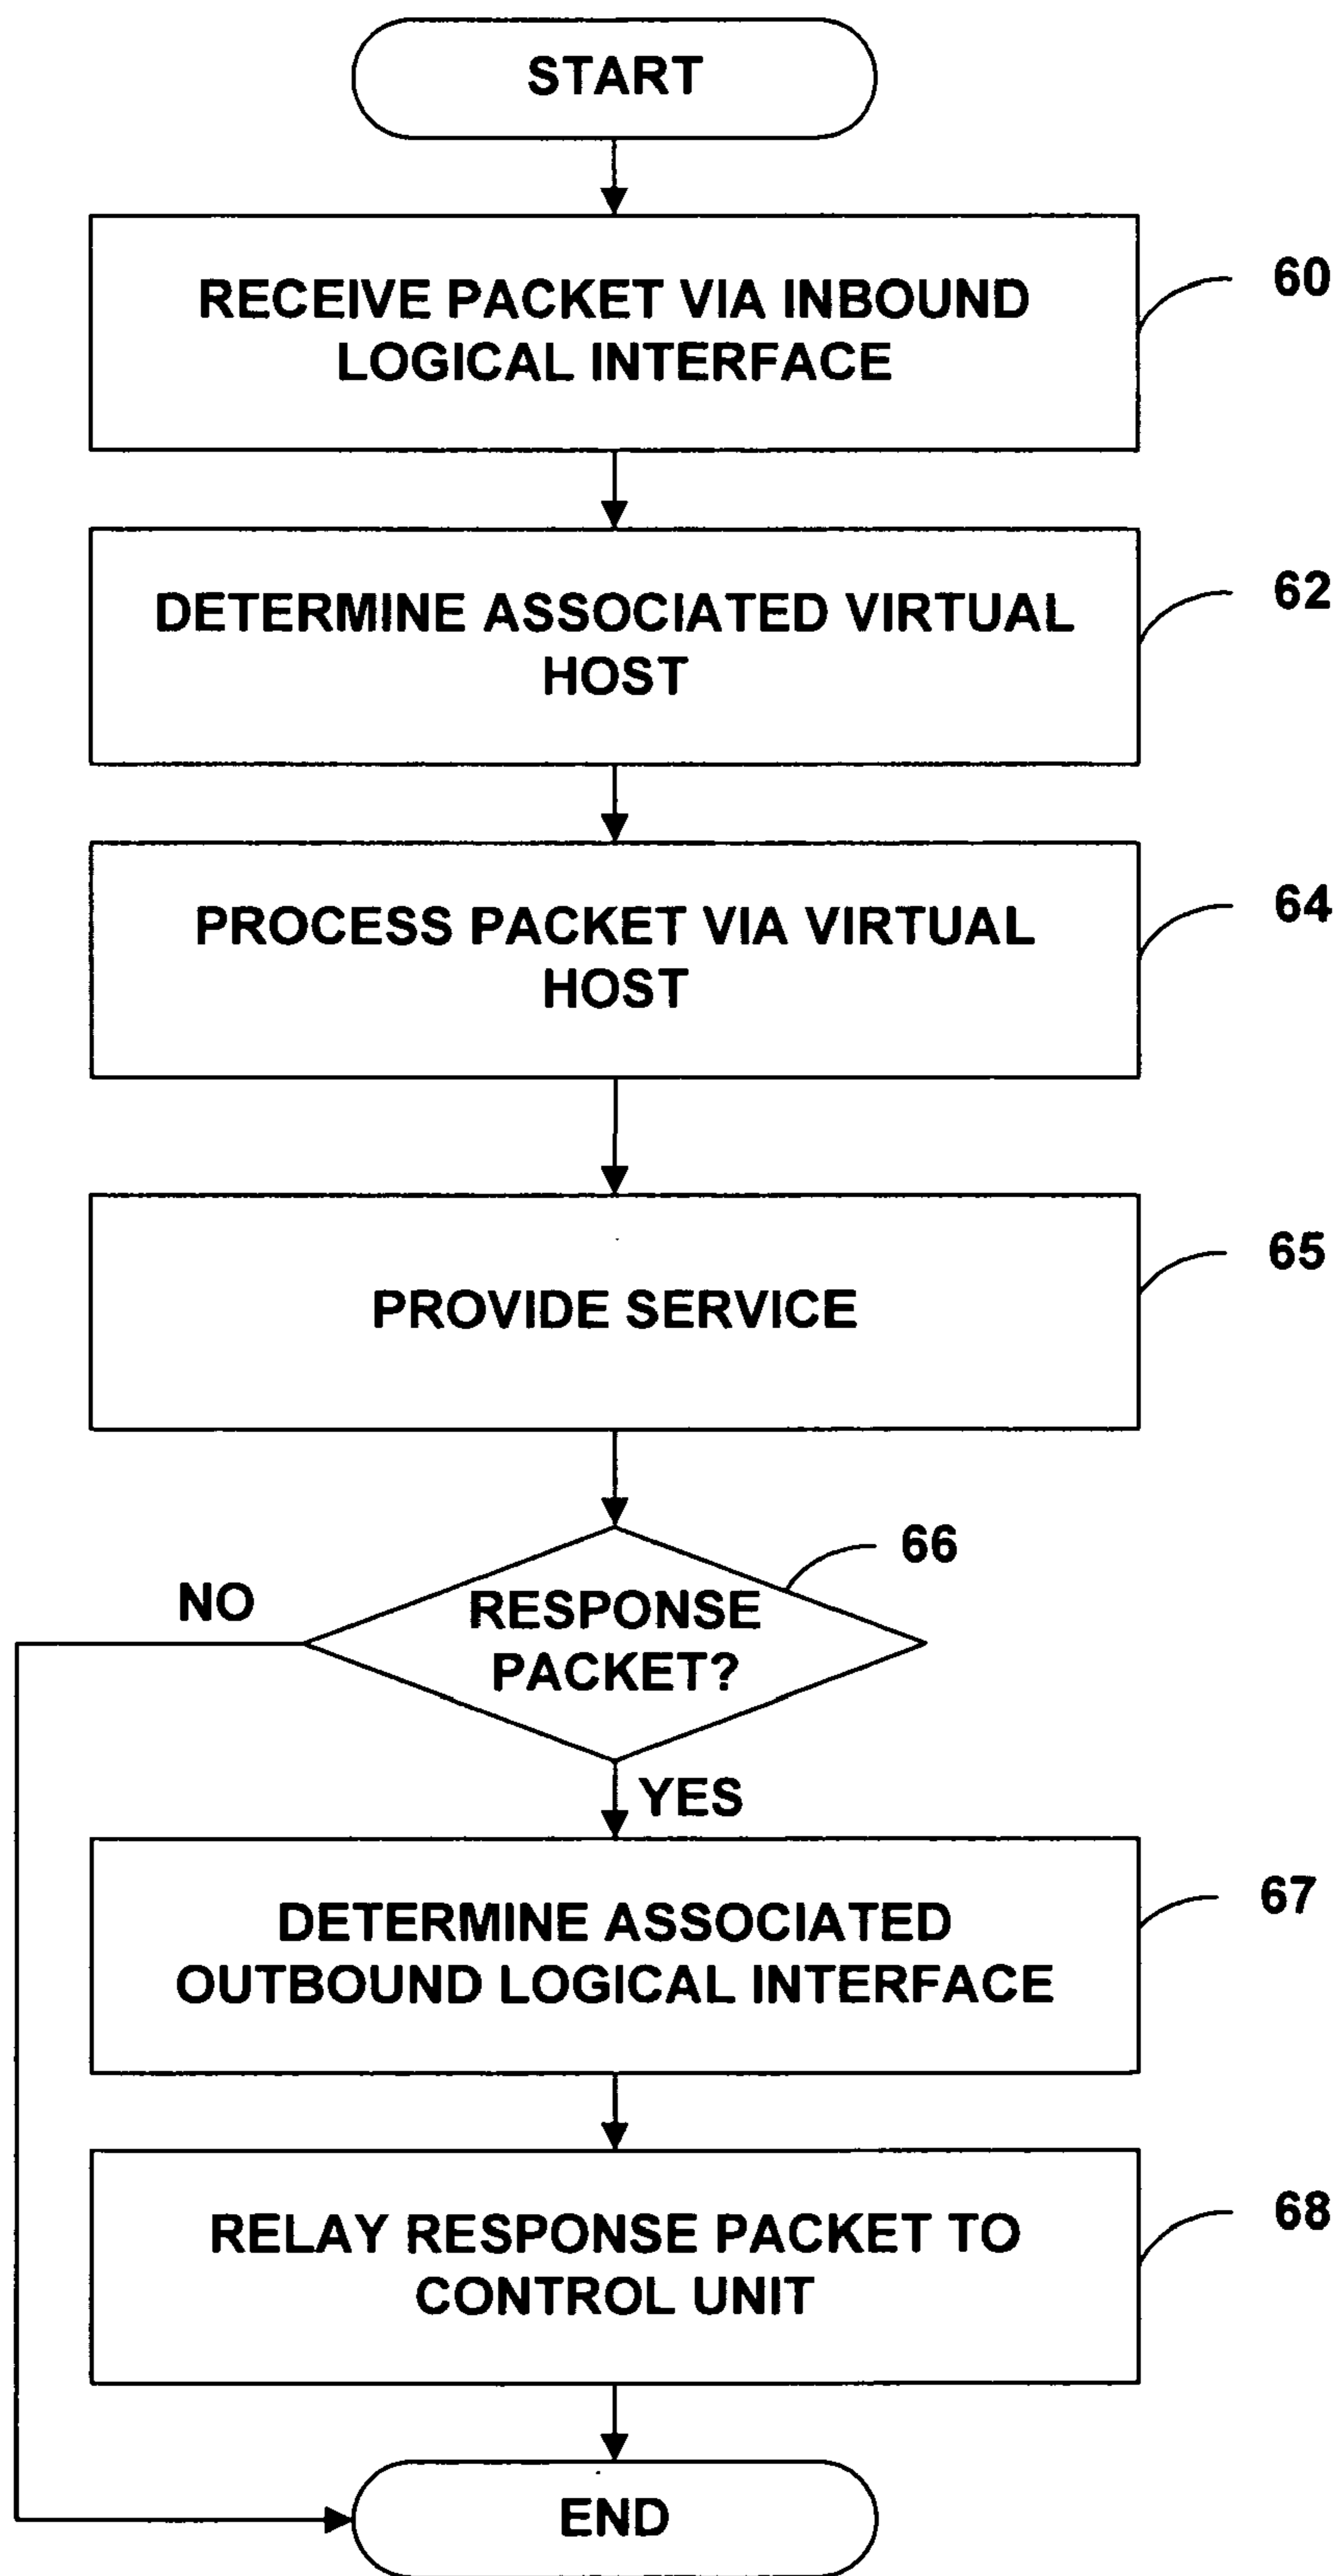 START
RECEIVE PACKET VIA INBOUND
LOGICAL INTERFACE
60
DETERMINE ASSOCIATED VIRTUAL
HOST
62
PROCESS PACKET VIA VIRTUAL
HOST
64
PROVIDE SERVICE
65
RESPONSE
PACKET?
66
NO
YES
DETERMINE ASSOCIATED
OUTBOUND LOGICAL INTERFACE
67
RELAY RESPONSE PACKET TO
CONTROL UNIT
68
END